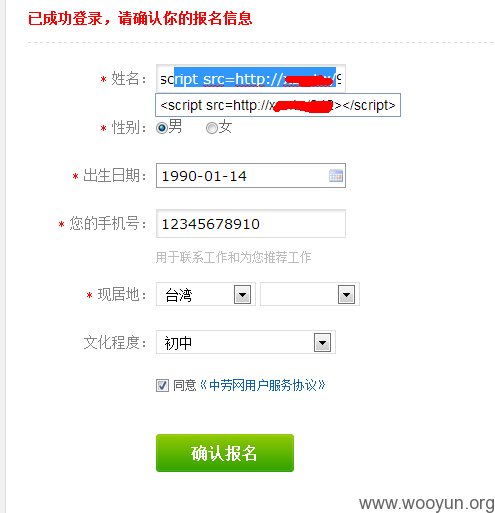 已成功登录，请确认你的报名信息
* 姓名： script src=http://
<script src=http://></script>
* 性别： 男 女
* 出生日期： 1990-01-14
* 您的手机号： 12345678910
用于联系工作和为您推荐工作
* 现居地： 台湾
文化程度： 初中
同意《中劳网用户服务协议》
确认报名
www.wooyun.org